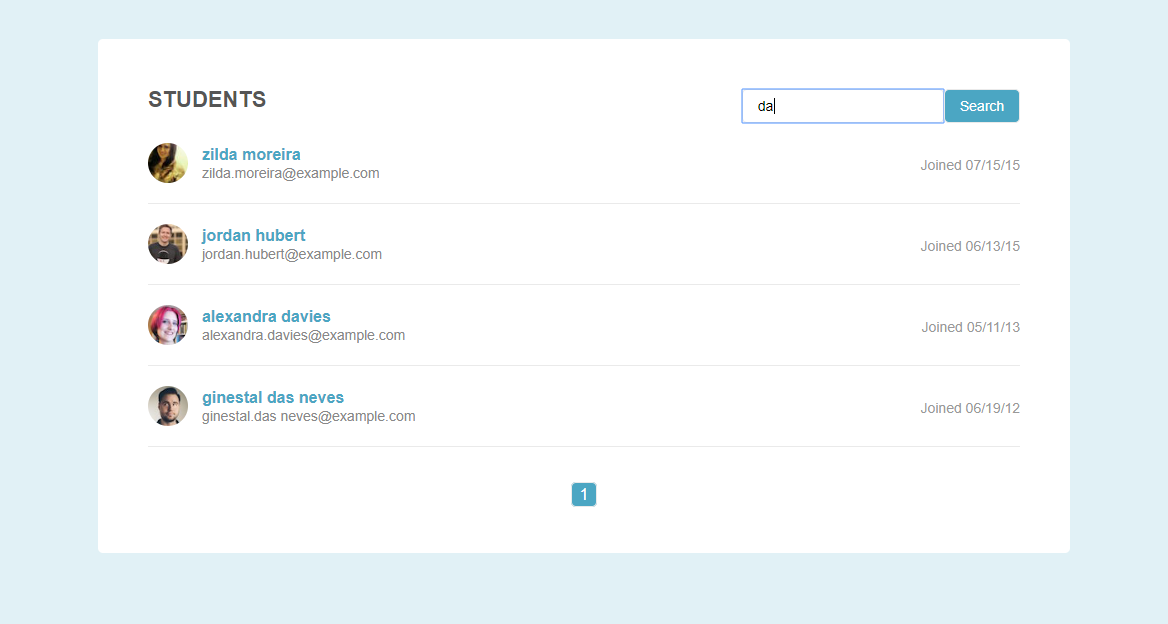 STUDENTS
da
Search
zilda moreira
zilda.moreira@example.com
Joined 07/15/15
jordan hubert
jordan.hubert@example.com
Joined 06/13/15
alexandra davies
alexandra.davies@example.com
Joined 05/11/13
ginestal das neves
ginestal.das neves@example.com
Joined 06/19/12
1